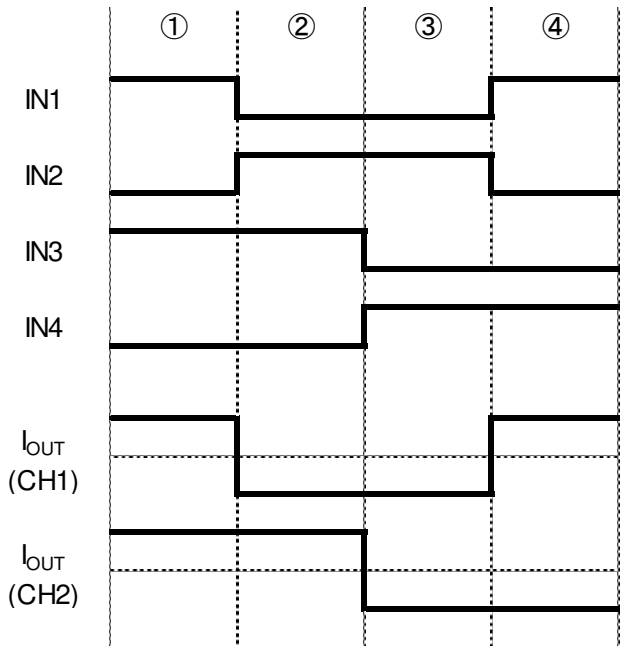 ① ② ③ ④
IN1
IN2
IN3
IN4
IOUT
(CH1)
IOUT
(CH2)